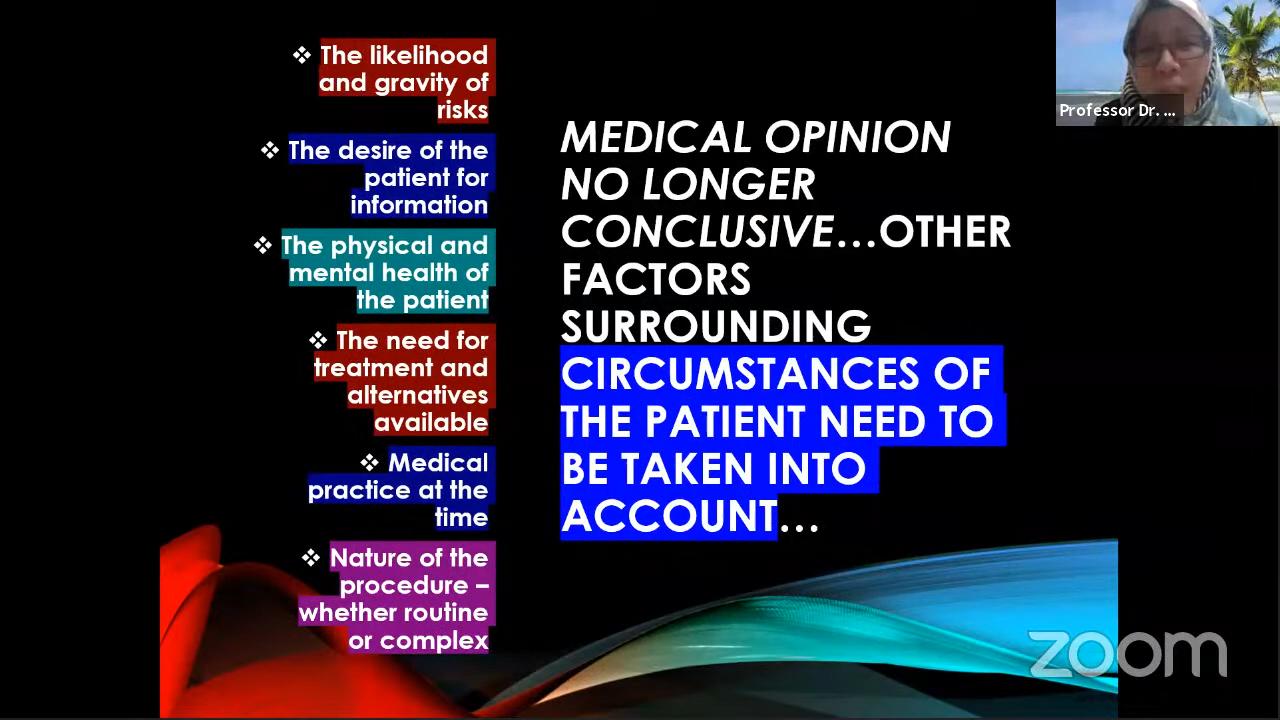 ❖ The likelihood
and gravity of
risks
❖ The desire of the
patient for
information
❖ The physical and
mental health of
the patient
❖ The need for
treatment and
alternatives
available
❖ Medical
practice at the
time
❖ Nature of the
procedure –
whether routine
or complex
MEDICAL OPINION
NO LONGER
CONCLUSIVE…OTHER
FACTORS
SURROUNDING
CIRCUMSTANCES OF
THE PATIENT NEED TO
BE TAKEN INTO
ACCOUNT…
Professor Dr. ...
zoom